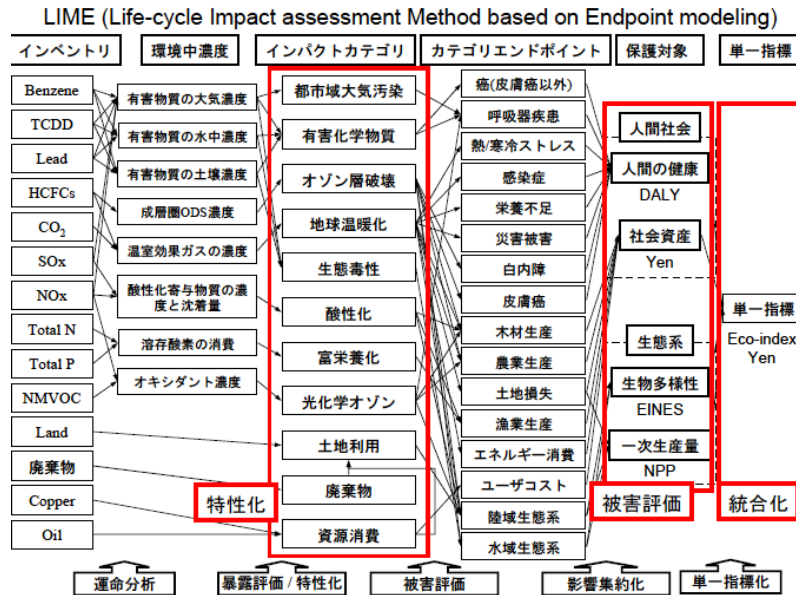 LIME (Life-cycle Impact assessment Method based on Endpoint modeling)
インベントリ
環境中濃度
インパクトカテゴリ
カテゴリエンドポイント
保護対象
単一指標
Benzene
TCDD
Lead
HCFCs
CO2
SOx
NOx
Total N
Total P
NMVOC
Land
廃棄物
Copper
Oil
有害物質の大気濃度
有害物質の水中濃度
有害物質の土壌濃度
成層圏ODS濃度
温室効果ガスの濃度
酸性化寄与物質の濃
度と沈着量
溶存酸素の消費
オキシダント濃度
都市域大気汚染
有害化学物質
オゾン層破壊
地球温暖化
生態毒性
酸性化
富栄養化
光化学オゾン
土地利用
廃棄物
資源消費
特性化
癌(皮膚癌以外)
呼吸器疾患
熱/寒冷ストレス
感染症
栄養不足
災害被害
白内障
皮膚癌
木材生産
農業生産
土地損失
漁業生産
エネルギー消費
ユーザコスト
陸域生態系
水域生態系
人間社会
人間の健康
DALY
社会資産
Yen
生態系
生物多様性
EINES
一次生産量
NPP
被害評価
単一指標
Eco-index
Yen
統合化
運命分析
暴露評価 / 特性化
被害評価
影響集約化
単一指標化